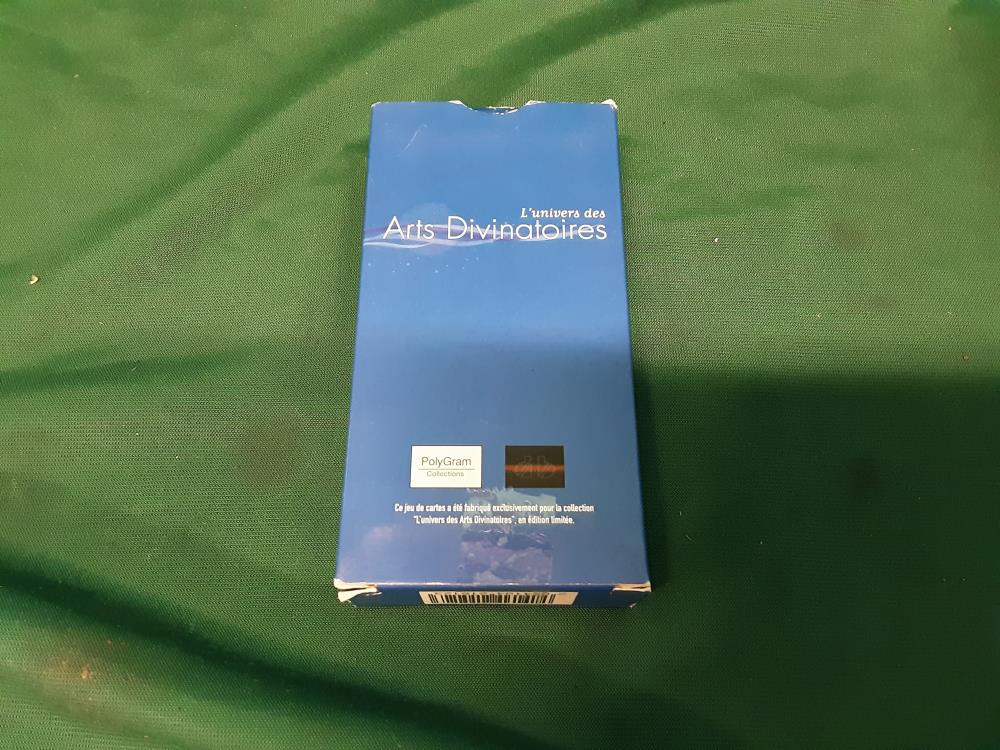 L'univers des
Arts Divinatoires
PolyGram
Collections
db
Ce jeu de cartes a été fabriqué exclusivement pour la collection
"L'univers des Arts Divinatoires", en édition limitée.